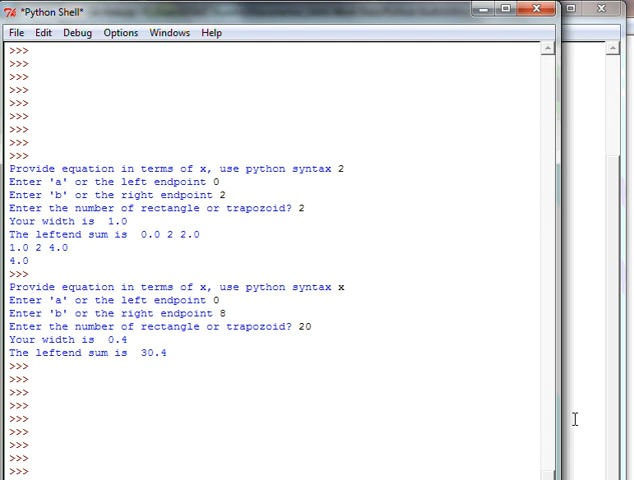 *Python Shell*
File Edit Debug Options Windows Help
>>>
>>>
>>>
>>>
>>>
>>>
>>>
>>>
>>>
Provide equation in terms of x, use python syntax 2
Enter 'a' or the left endpoint 0
Enter 'b' or the right endpoint 2
Enter the number of rectangle or trapozoid? 2
Your width is  1.0
The leftend sum is  0.0 2 2.0
1.0 2 4.0
4.0
>>>
Provide equation in terms of x, use python syntax x
Enter 'a' or the left endpoint 0
Enter 'b' or the right endpoint 8
Enter the number of rectangle or trapozoid? 20
Your width is  0.4
The leftend sum is  30.4
>>>
>>>
>>>
>>>
>>>
>>>
>>>
>>>
>>>